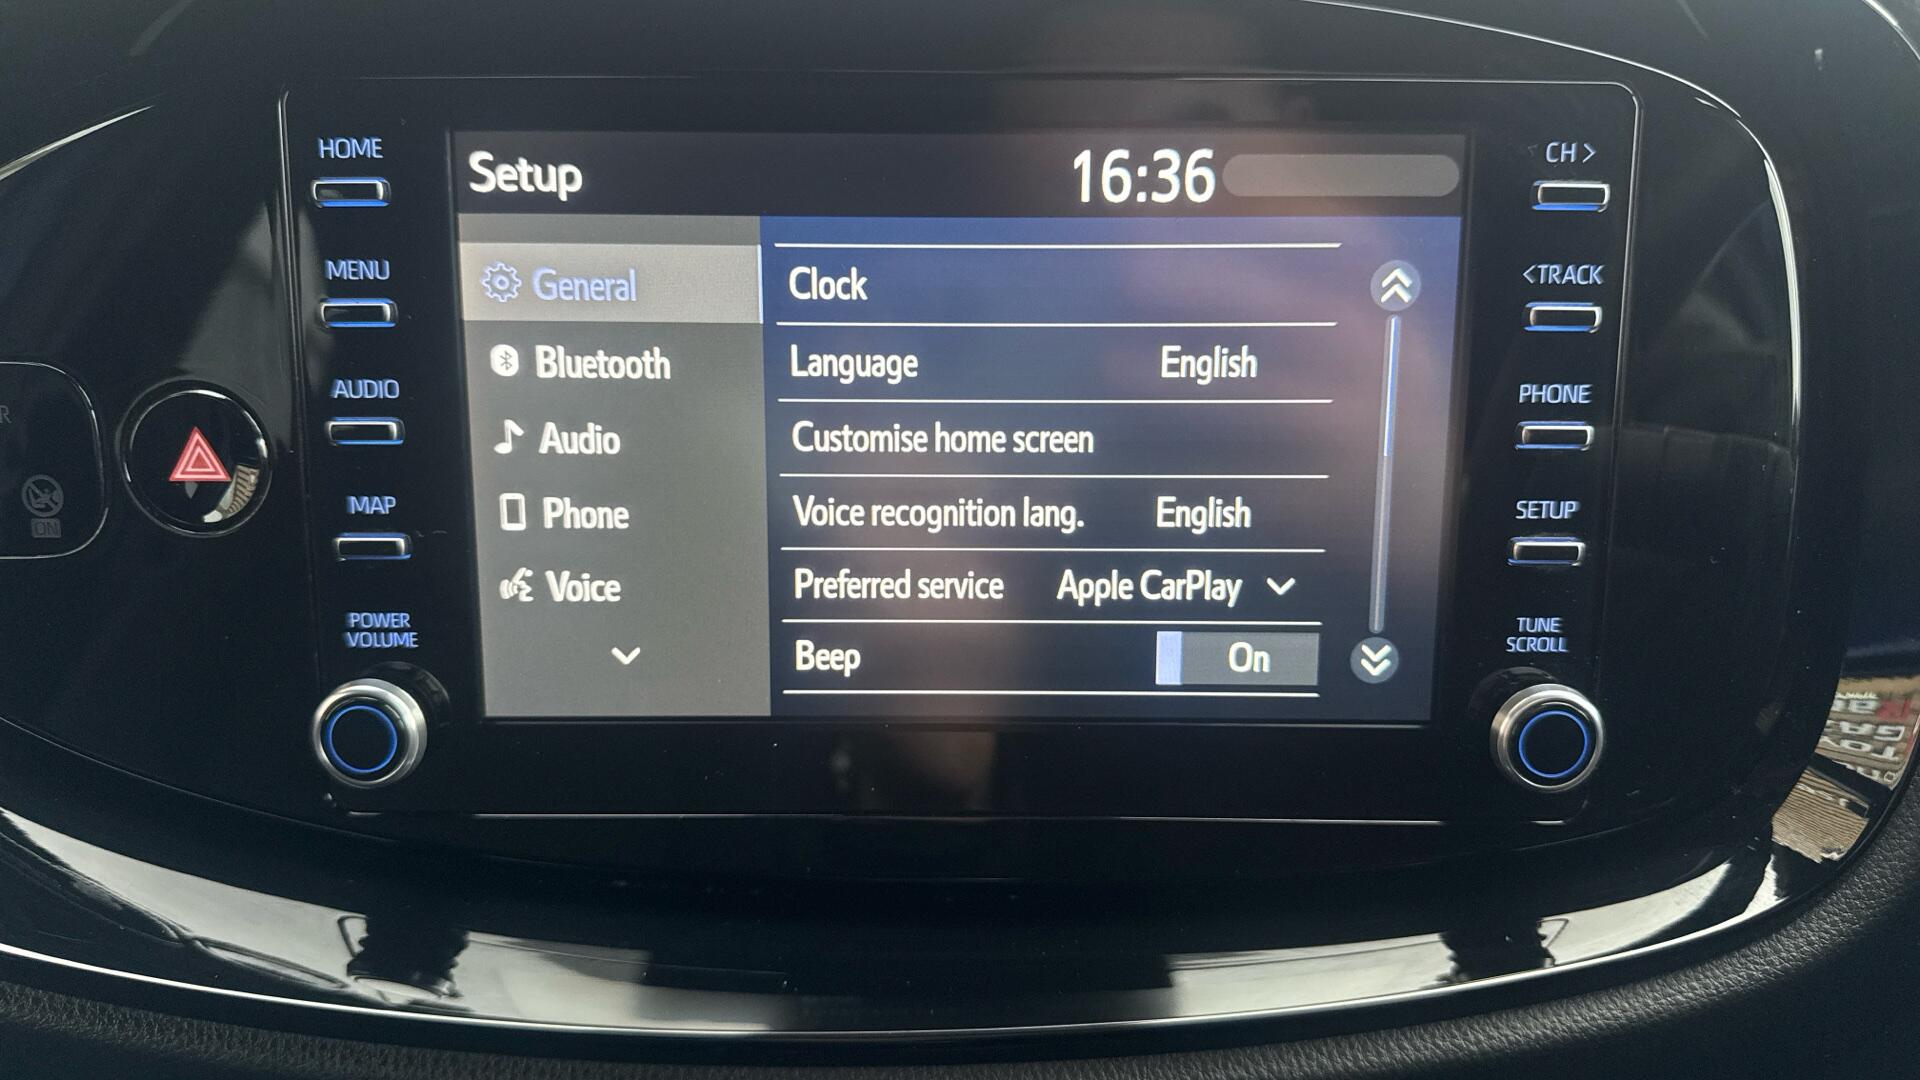 HOME
MENU
AUDIO
MAP
POWER
VOLUME
ON
Setup
16:36
General
Bluetooth
Audio
Phone
Voice
Clock
Language English
Customise home screen
Voice recognition lang. English
Preferred service Apple CarPlay
Beep On
CH >
< TRACK
PHONE
SETUP
TUNE
SCROLL